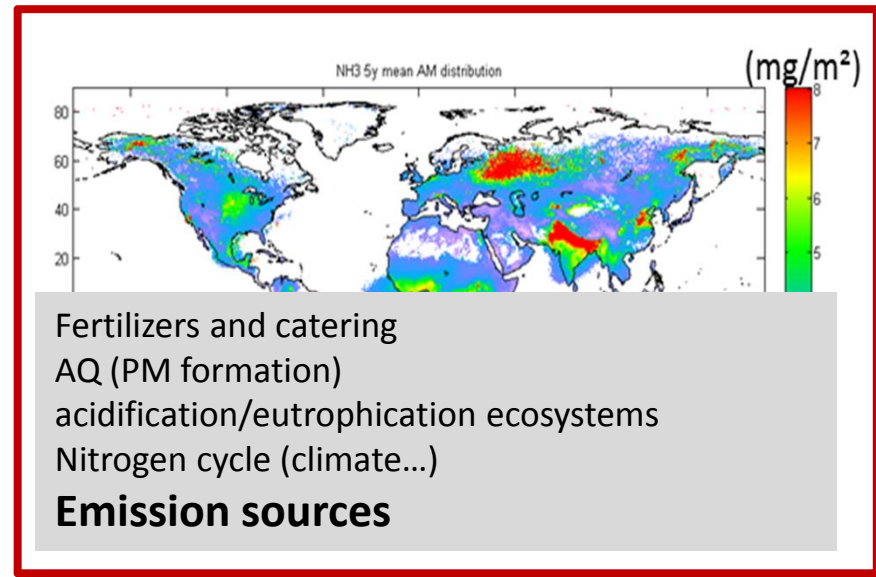 NH3 5y mean AM distribution
(mg/m²)
8
80
7
60
6
40
5
20
Fertilizers and catering
AQ (PM formation)
acidification/eutrophication ecosystems
Nitrogen cycle (climate…)
Emission sources